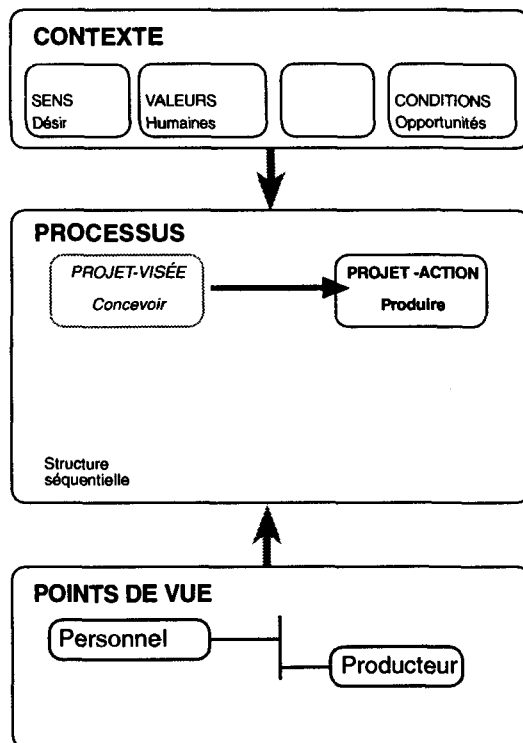 CONTEXTE
SENS
Désir
VALEURS
Humaines
CONDITIONS
Opportunités
PROCESSUS
PROJET-VISÉE
Concevoir
PROJET -ACTION
Produire
Structure
séquentielle
POINTS DE VUE
Personnel
Producteur